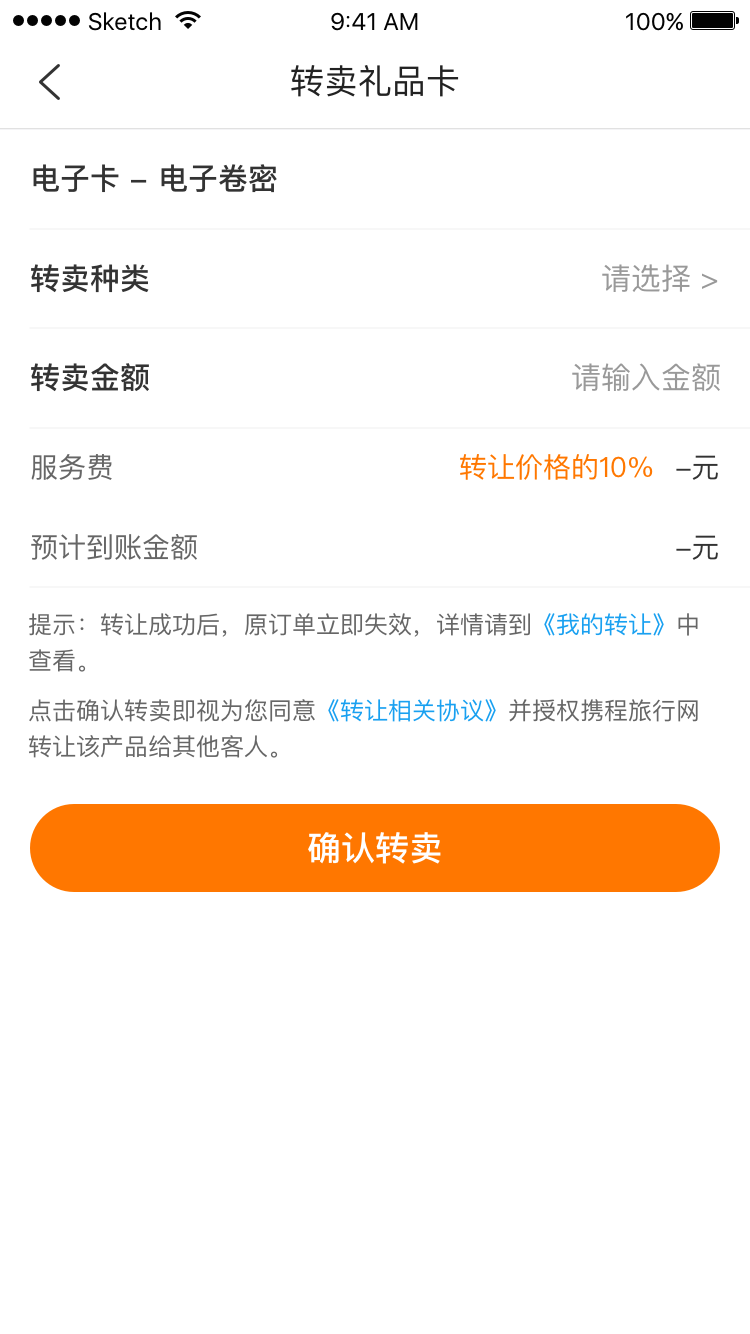 Sketch 9:41 AM 100%
转卖礼品卡
电子卡 – 电子卷密
转卖种类 请选择 >
转卖金额 请输入金额
服务费 转让价格的10% –元
预计到账金额 –元
提示：转让成功后，原订单立即失效，详情请到《我的转让》中
查看。
点击确认转卖即视为您同意《转让相关协议》并授权携程旅行网
转让该产品给其他客人。
确认转卖